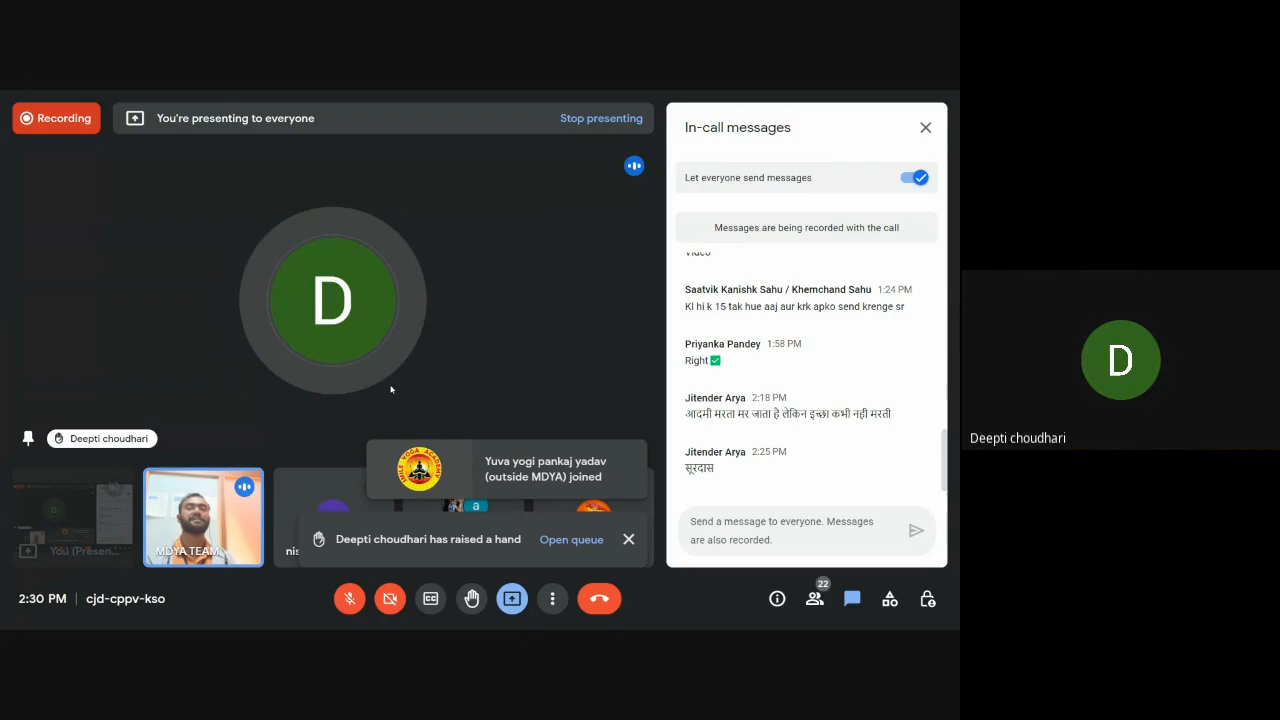 Recording
You're presenting to everyone
Stop presenting
D
Deepti choudhari
Yuva yogi pankaj yadav
(outside MDYA) joined
You (Presen...
MDYA TEAM
nis
a
Deepti choudhari has raised a hand
Open queue
2:30 PM | cjd-cppv-kso
22
In-call messages
Let everyone send messages
Messages are being recorded with the call
Video
Saatvik Kanishk Sahu / Khemchand Sahu 1:24 PM
Kl hi k 15 tak hue aaj aur krk apko send krenge sr
Priyanka Pandey 1:58 PM
Right✅
Jitender Arya 2:18 PM
आदमी मरता मर जाता हे लेकिन इच्छा कभी नही मरती
Jitender Arya 2:25 PM
सूरदास
Send a message to everyone. Messages
are also recorded.
D
Deepti choudhari